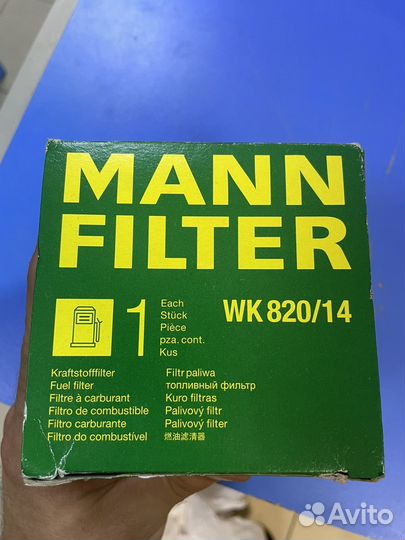 MANN
FILTER
1
Each
Stück
Pièce
pza. cont.
Kus
WK 820/14
Kraftstofffilter
Fuel filter
Filtre à carburant
Filtro de combustible
Filtro carburante
Filtro do combustível
Filtr paliwa
топливный фильтр
Kuro filtras
Palivový filtr
Palivový filter
燃油滤清器
Avito